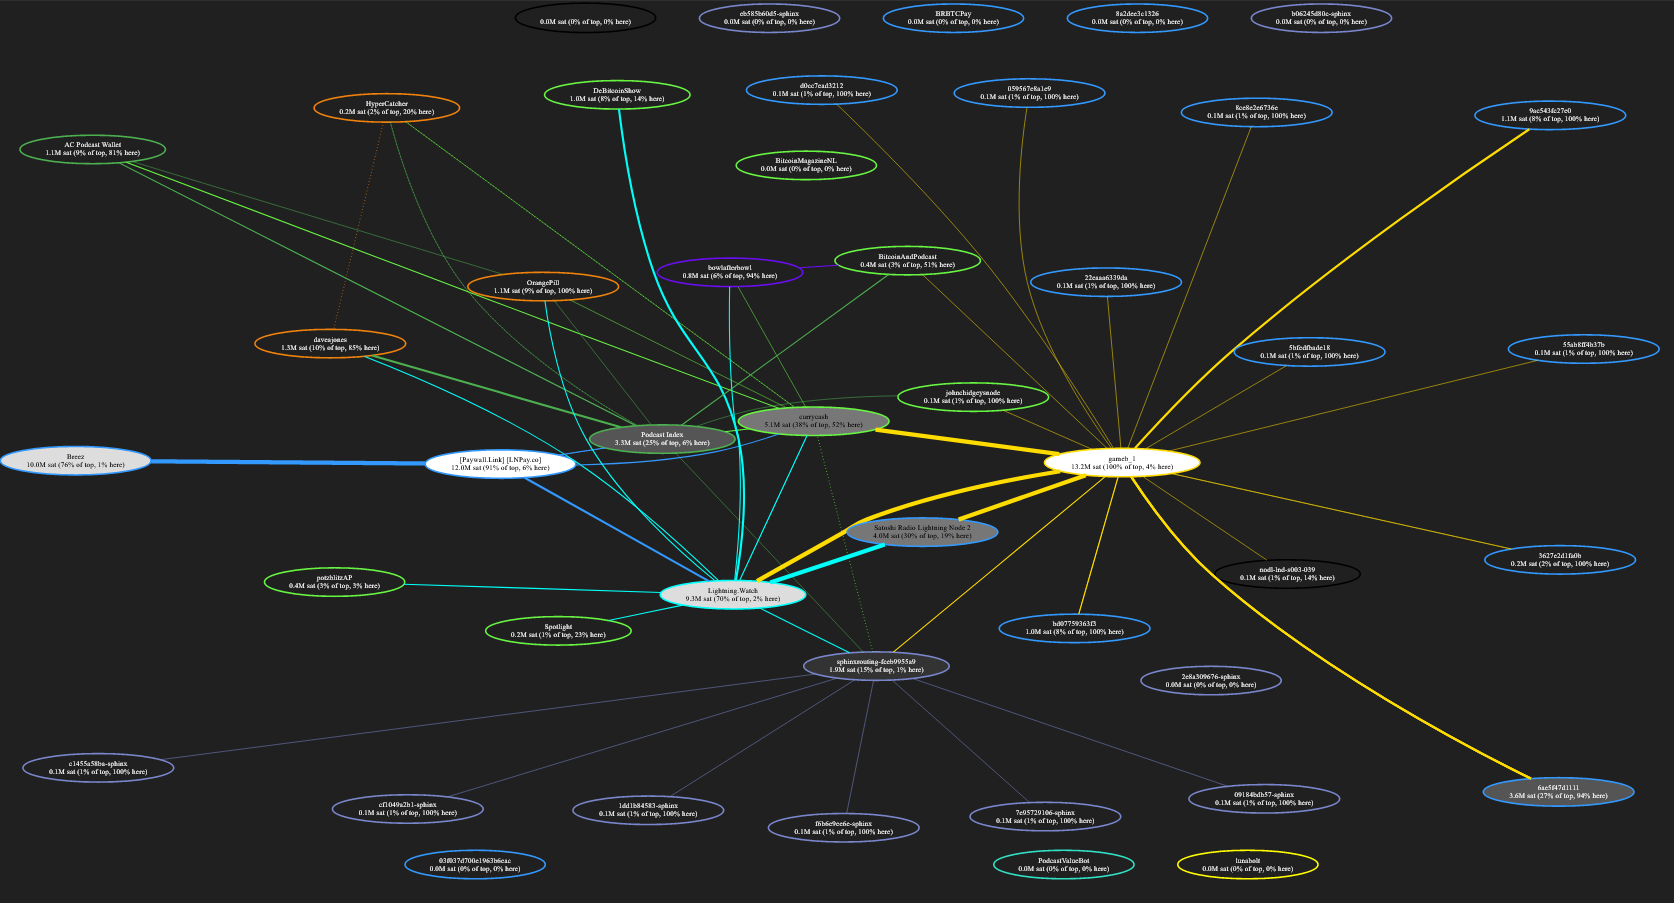 0.0M sat (0% of top, 0% here)
eb585b60d5-sphinx
0.0M sat (0% of top, 0% here)
BRBTCPay
0.0M sat (0% of top, 0% here)
8a2dee3c1326
0.0M sat (0% of top, 0% here)
b06245d80c-sphinx
0.0M sat (0% of top, 0% here)
HyperCatcher
0.2M sat (2% of top, 20% here)
DeBitcoinShow
1.0M sat (8% of top, 14% here)
d0cc7ead3212
0.1M sat (1% of top, 100% here)
059567e8a1e9
0.1M sat (1% of top, 100% here)
8ce8e2e6736e
0.1M sat (1% of top, 100% here)
9ac543fc27e0
1.1M sat (8% of top, 100% here)
AC Podcast Wallet
1.1M sat (9% of top, 81% here)
BitcoinMagazineNL
0.0M sat (0% of top, 0% here)
bowlafterbowl
0.8M sat (6% of top, 94% here)
BitcoinAndPodcast
0.4M sat (3% of top, 51% here)
OrangePill
1.1M sat (9% of top, 100% here)
22eaaa6339da
0.1M sat (1% of top, 100% here)
daveajones
1.3M sat (10% of top, 85% here)
5bfedfbade18
0.1M sat (1% of top, 100% here)
55ab8ff4b37b
0.1M sat (1% of top, 100% here)
johnchidgeysnode
0.1M sat (1% of top, 100% here)
currycash
5.1M sat (38% of top, 52% here)
Podcast Index
3.3M sat (25% of top, 6% here)
Breez
10.0M sat (76% of top, 1% here)
[Paywall.Link] [LNPay.co]
12.0M sat (91% of top, 6% here)
gameb_1
13.2M sat (100% of top, 4% here)
Satoshi Radio Lightning Node 2
4.0M sat (30% of top, 19% here)
3627e2d1fa0b
0.2M sat (2% of top, 100% here)
nodl-lnd-s003-039
0.1M sat (1% of top, 14% here)
potzblitzAP
0.4M sat (3% of top, 3% here)
Lightning.Watch
9.3M sat (70% of top, 2% here)
Spotlight
0.2M sat (1% of top, 23% here)
bd07759363f3
1.0M sat (8% of top, 100% here)
sphinxrouting-fceb9955a9
1.9M sat (15% of top, 1% here)
2e8a309676-sphinx
0.0M sat (0% of top, 0% here)
c1455a58ba-sphinx
0.1M sat (1% of top, 100% here)
cf1049a2b1-sphinx
0.1M sat (1% of top, 100% here)
1dd1b84583-sphinx
0.1M sat (1% of top, 100% here)
f6b6e9ec6e-sphinx
0.1M sat (1% of top, 100% here)
7e95729106-sphinx
0.1M sat (1% of top, 100% here)
09184bdb57-sphinx
0.1M sat (1% of top, 100% here)
6ae5f47d1111
3.6M sat (27% of top, 94% here)
03f037d700e1963b6cac
0.0M sat (0% of top, 0% here)
PodcastValueBot
0.0M sat (0% of top, 0% here)
lunabolt
0.0M sat (0% of top, 0% here)